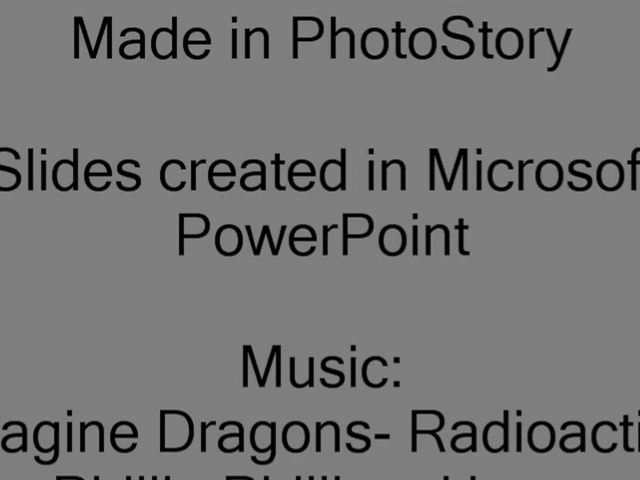 Made in PhotoStory
Slides created in Microsof
PowerPoint
Music:
agine Dragons- Radioacti